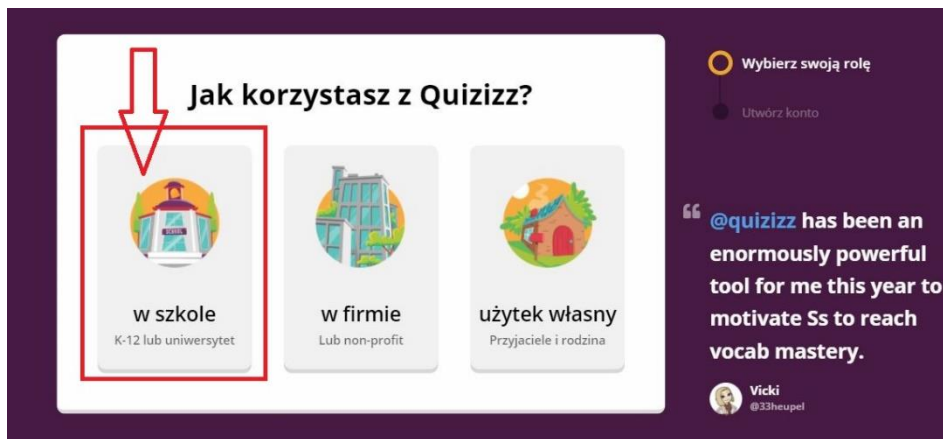 Jak korzystasz z Quizizz?
SCHOOL
w szkole
K-12 lub uniwersytet
w firmie
Lub non-profit
użytek własny
Przyjaciele i rodzina
Wybierz swoją rolę
Utwórz konto
“ @quizizz has been an
enormously powerful
tool for me this year to
motivate Ss to reach
vocab mastery.
Vicki
@33heupel